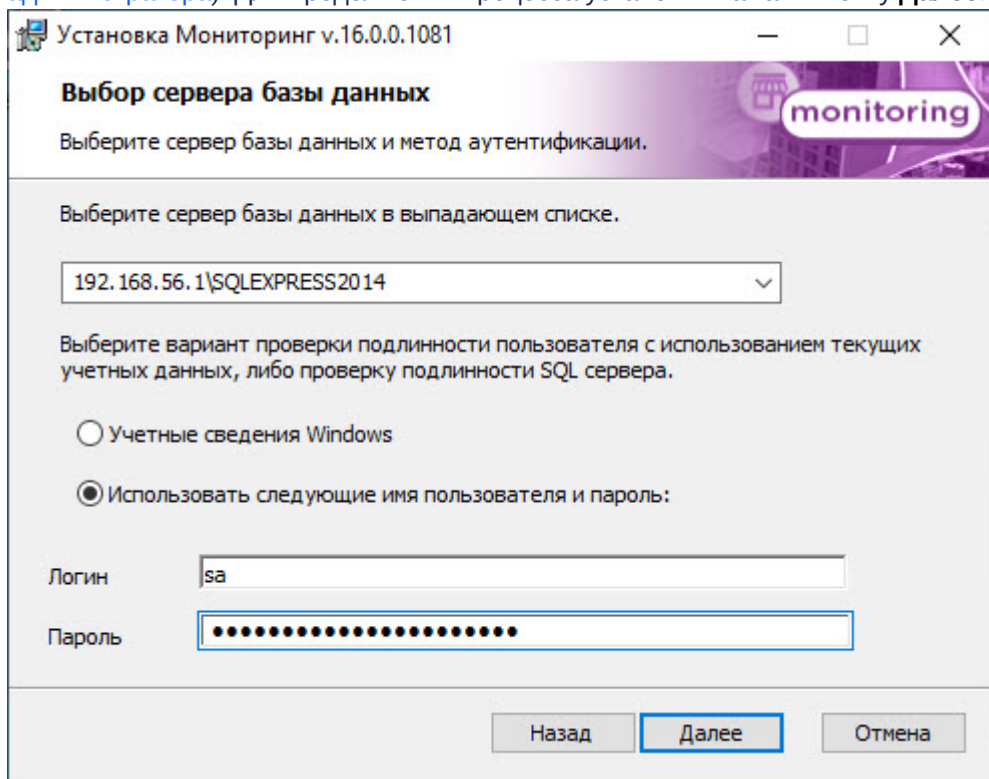 Установка Мониторинг v.16.0.0.1081
Выбор сервера базы данных
monitoring
Выберите сервер базы данных и метод аутентификации.
Выберите сервер базы данных в выпадающем списке.
192.168.56.1\SQLEXPRESS2014
Выберите вариант проверки подлинности пользователя с использованием текущих
учетных данных, либо проверку подлинности SQL сервера.
Учетные сведения Windows
Использовать следующие имя пользователя и пароль:
Логин sa
Пароль ••••••••••••••••••••••
Назад Далее Отмена